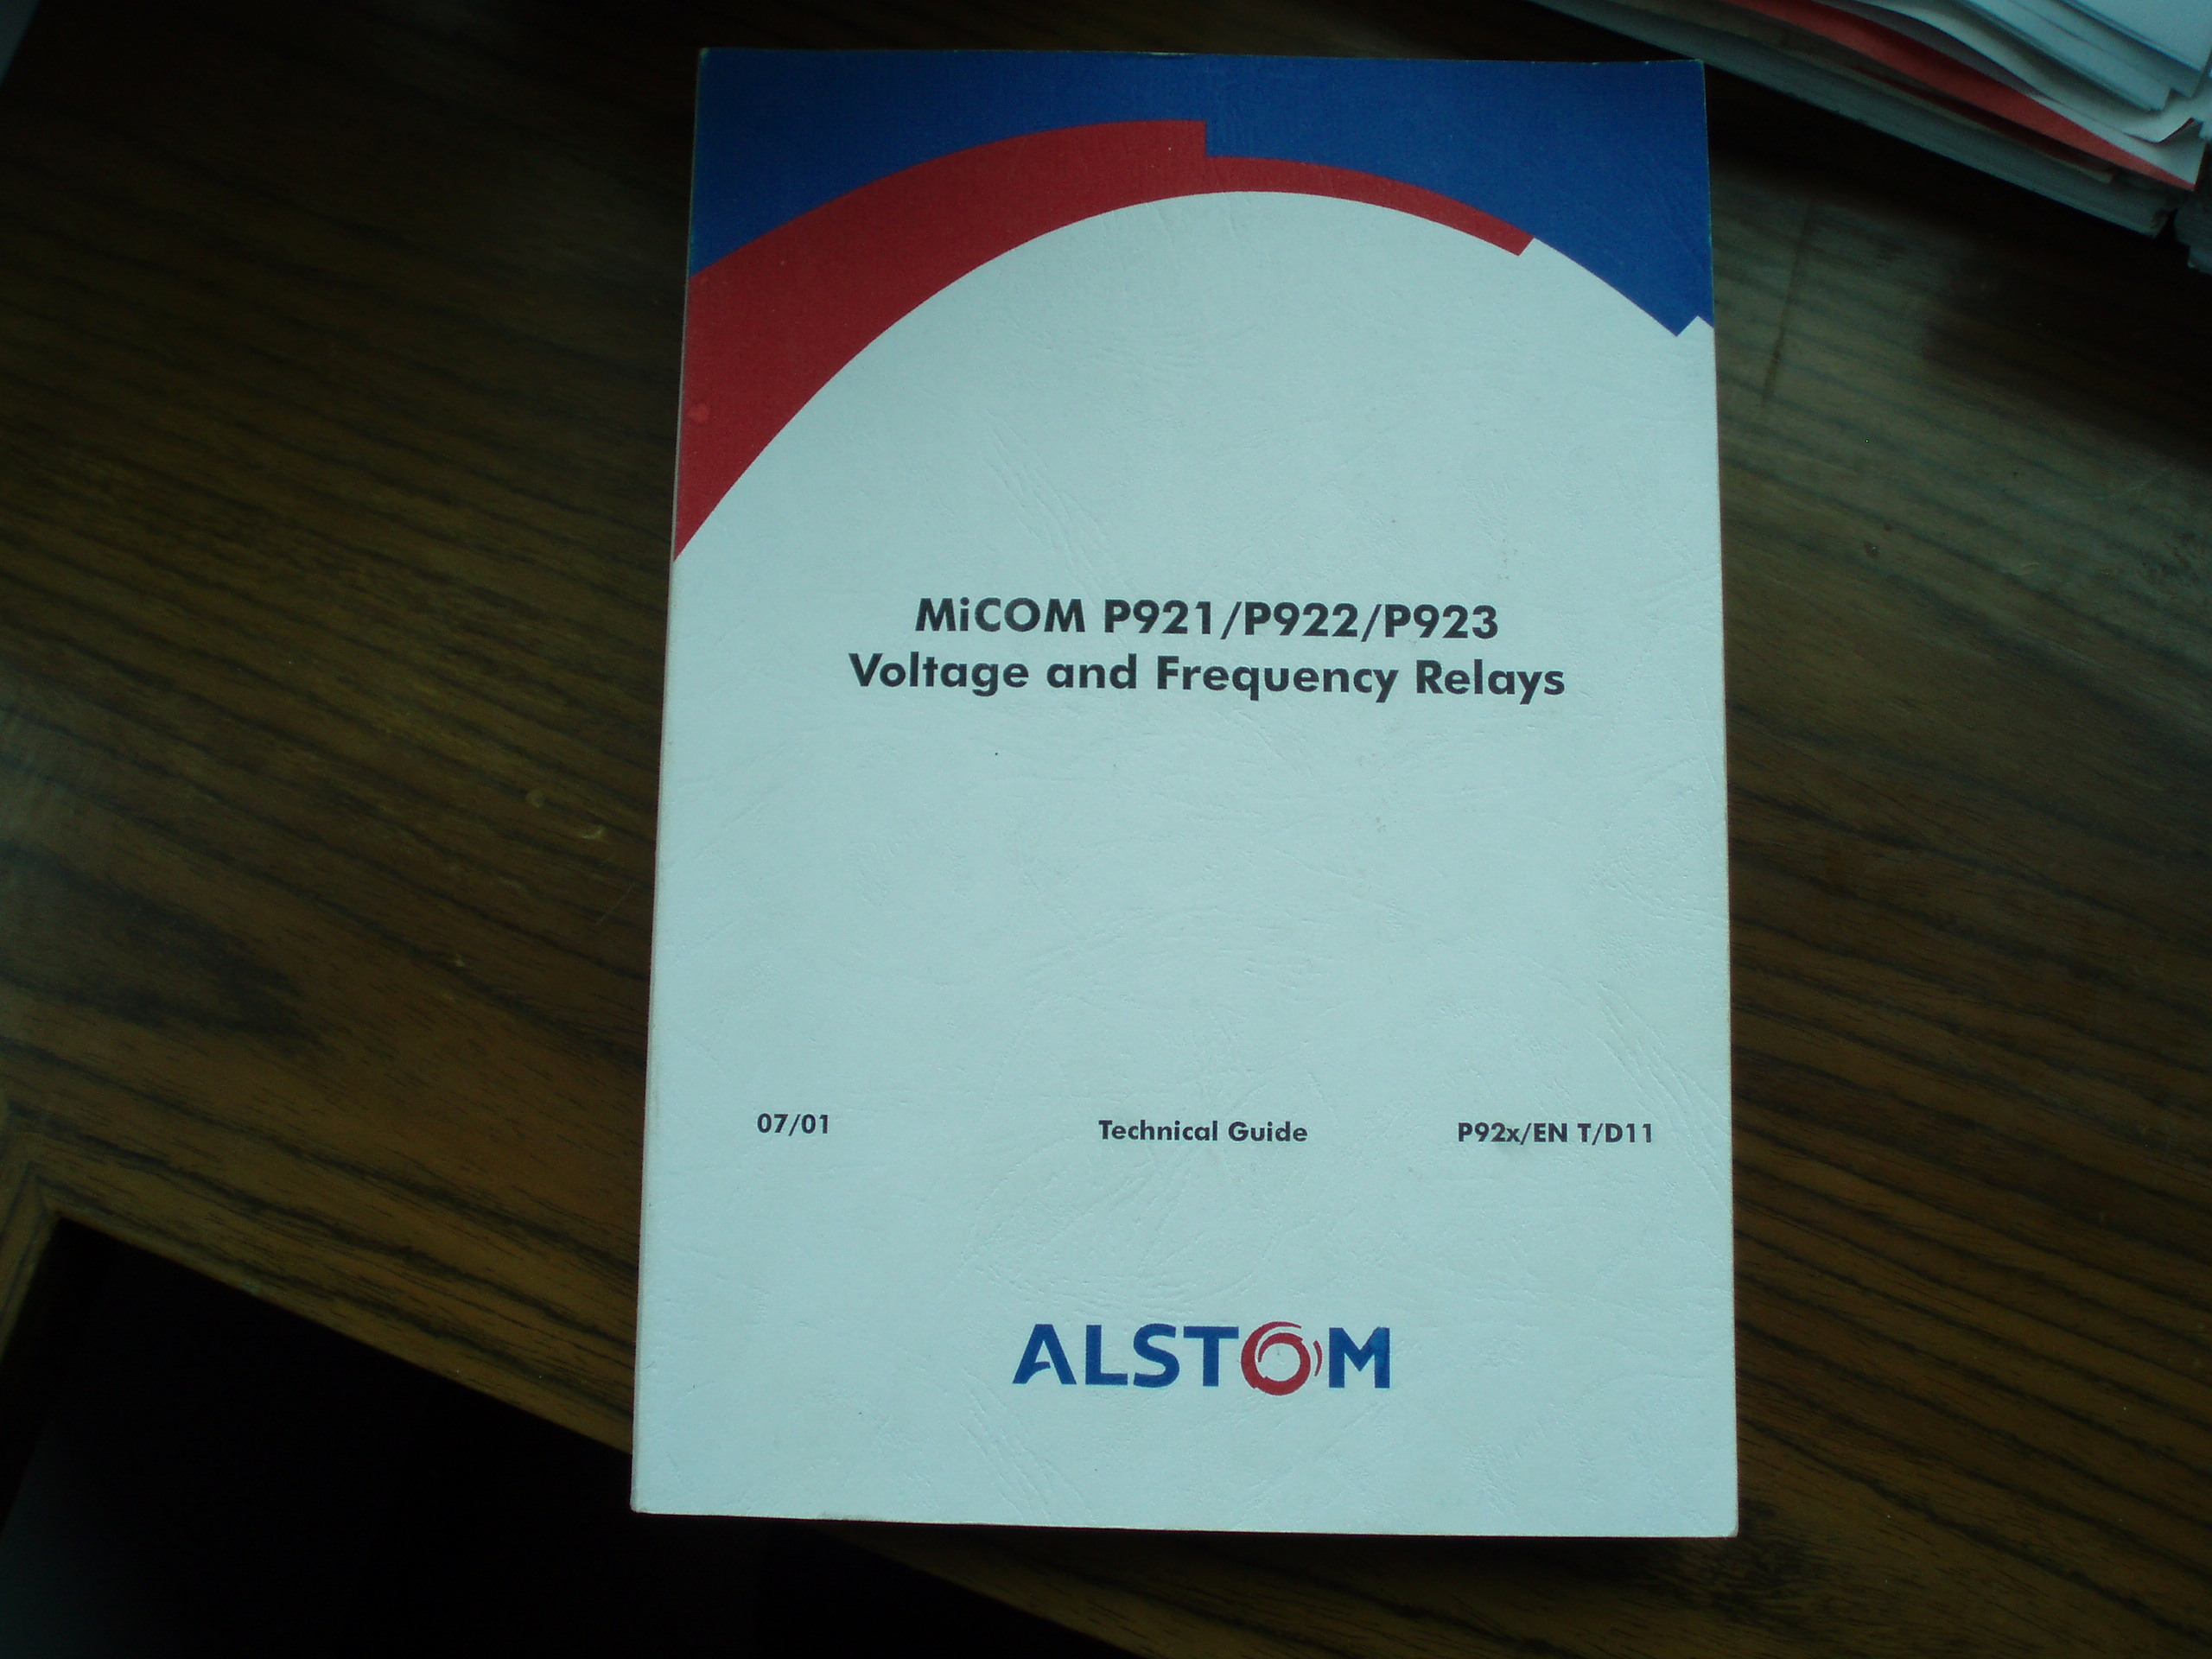 MiCOM P921/P922/P923
Voltage and Frequency Relays
07/01 Technical Guide P92x/EN T/D11
ALSTOM